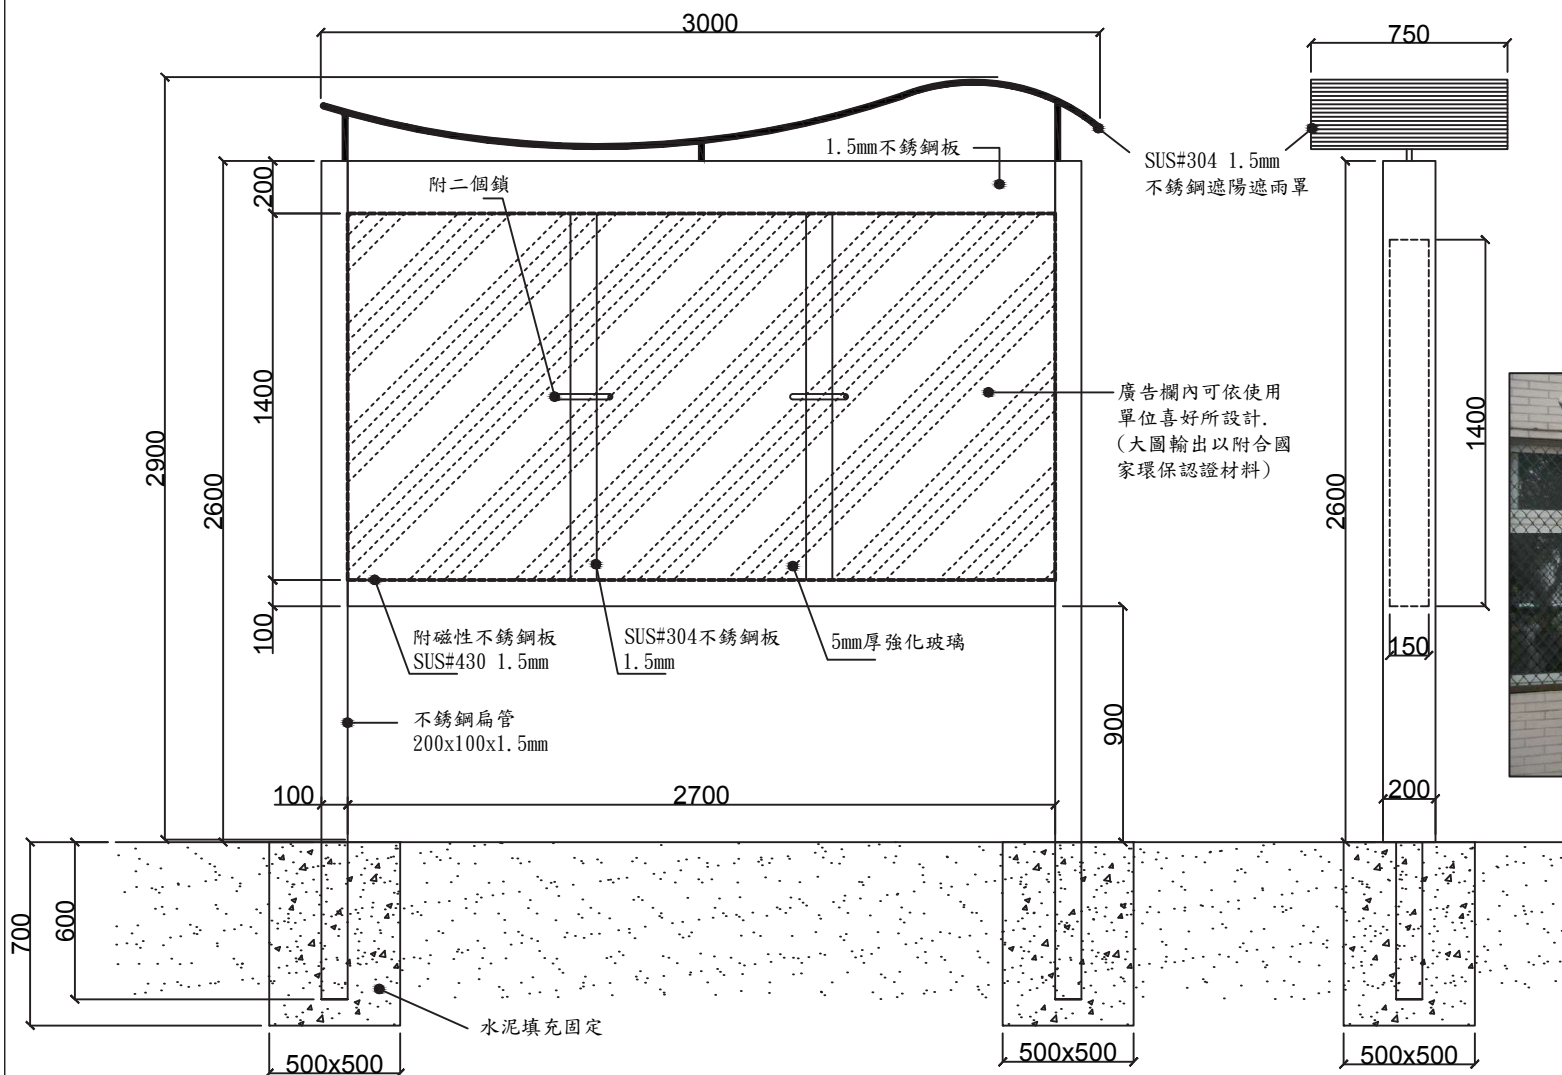 3000
750
1.5mm不銹鋼板
SUS#304 1.5mm
不銹鋼遮陽遮雨罩
附二個鎖
200
1400
2900
2600
100
廣告欄內可依使用
單位喜好所設計.
(大圖輸出以附合國
家環保認證材料)
1400
2600
附磁性不銹鋼板
SUS#430 1.5mm
SUS#304不銹鋼板
1.5mm
5mm厚強化玻璃
150
不銹鋼扁管
200x100x1.5mm
900
100
2700
200
700
600
水泥填充固定
500x500
500x500
500x500